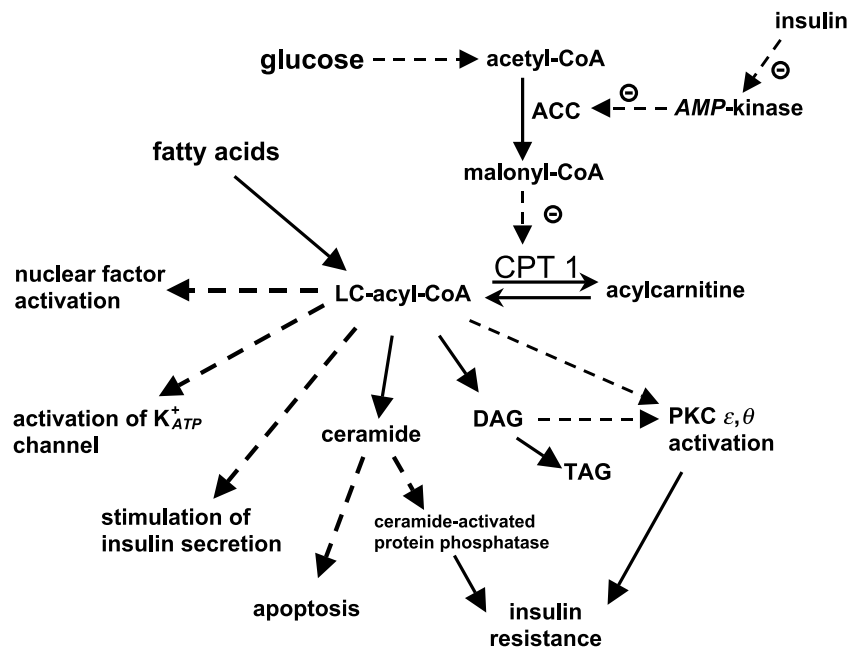 insulin
glucose
acetyl-CoA
⊖
⊖
ACC
AMP-kinase
fatty acids
malonyl-CoA
⊖
CPT 1
nuclear factor
activation
LC-acyl-CoA
acylcarnitine
activation of K⁺ATP
channel
ceramide
DAG
PKC ε,θ
activation
TAG
stimulation of
insulin secretion
ceramide-activated
protein phosphatase
apoptosis
insulin
resistance